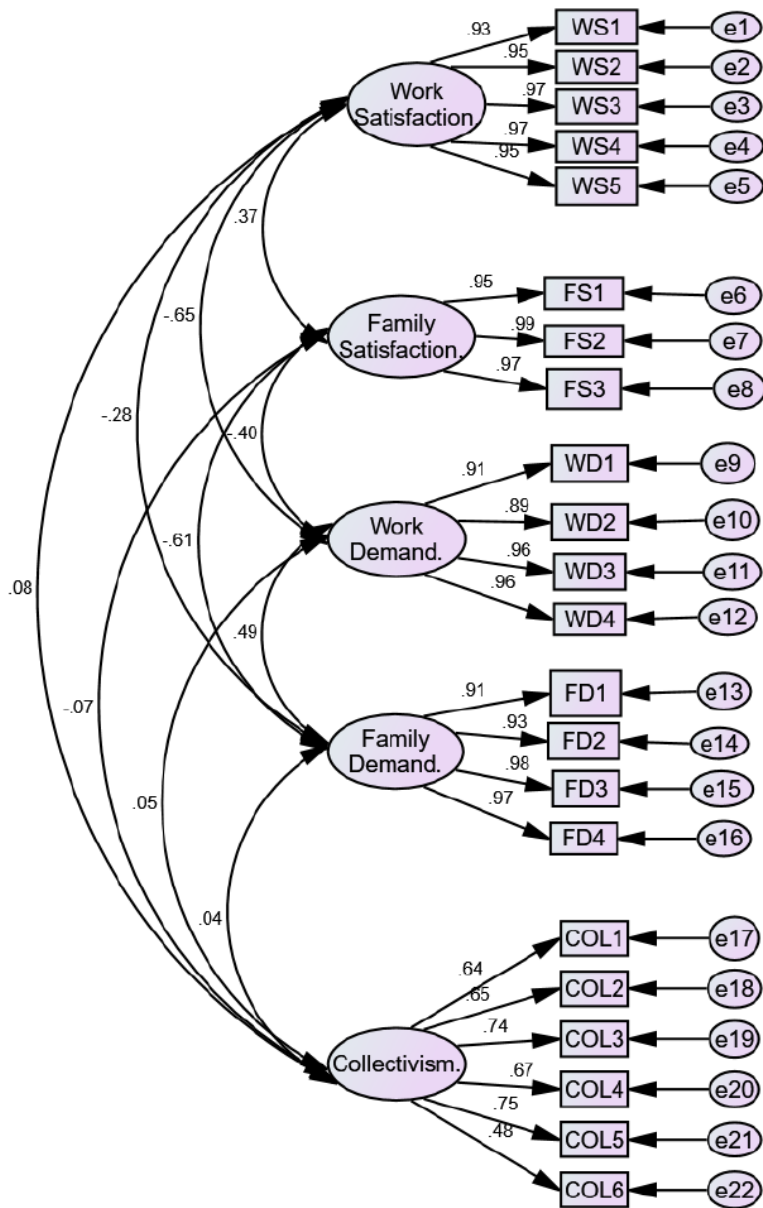 .93
WS1
e1
.95
WS2
e2
Work
Satisfaction.
.97
WS3
e3
.97
WS4
e4
.95
WS5
e5
.37
.95
FS1
e6
-.65
Family
Satisfaction.
.99
FS2
e7
.97
FS3
e8
-.28
-.40
.91
WD1
e9
.89
WD2
e10
Work
Demand.
.96
WD3
e11
-.61
.96
WD4
e12
.08
.49
.91
FD1
e13
-.07
.93
FD2
e14
Family
Demand.
.98
FD3
e15
.05
.97
FD4
e16
.04
.64
COL1
e17
.65
COL2
e18
.74
COL3
e19
Collectivism.
.67
COL4
e20
.75
COL5
e21
.48
COL6
e22